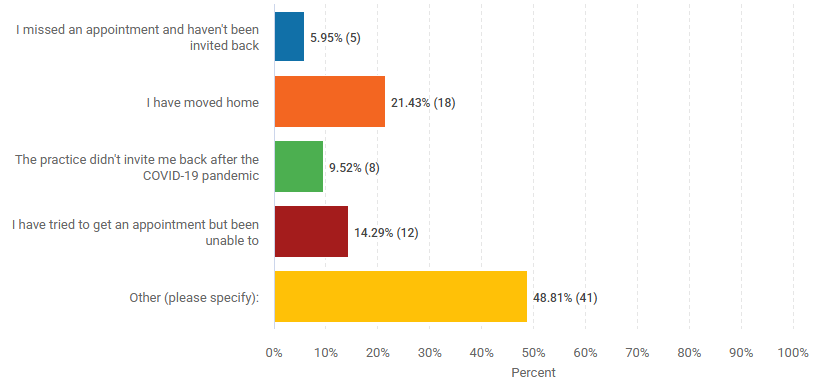 I missed an appointment and haven't been
invited back
5.95% (5)
I have moved home
21.43% (18)
The practice didn't invite me back after the
COVID-19 pandemic
9.52% (8)
I have tried to get an appointment but been
unable to
14.29% (12)
Other (please specify):
48.81% (41)
0% 10% 20% 30% 40% 50% 60% 70% 80% 90% 100%
Percent